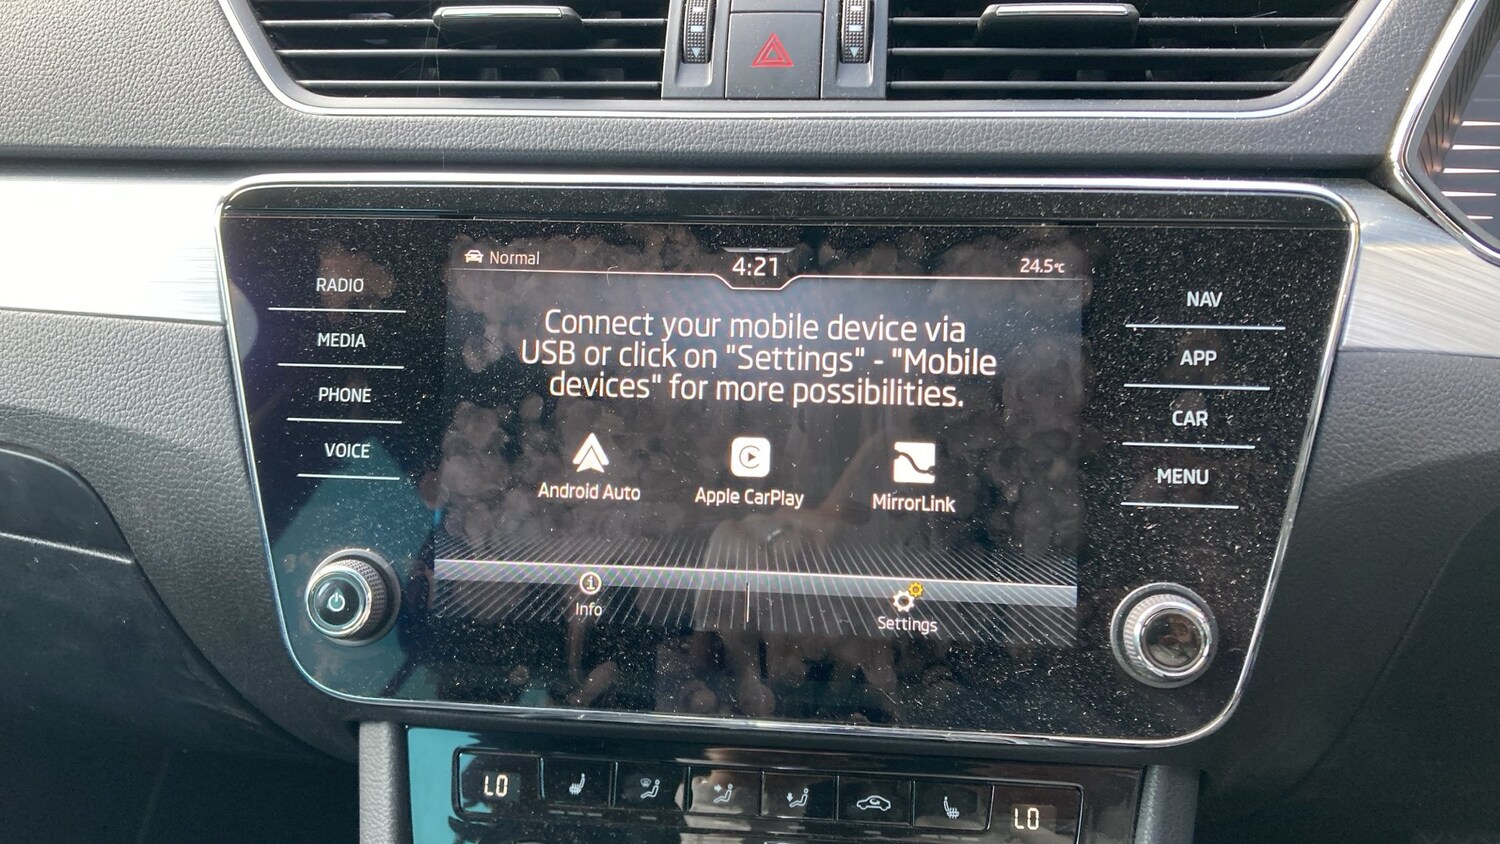 Normal
4:21
24.5°C
RADIO
MEDIA
PHONE
VOICE
Connect your mobile device via
USB or click on "Settings" - "Mobile
devices" for more possibilities.
Android Auto
Apple CarPlay
MirrorLink
Info
Settings
NAV
APP
CAR
MENU
LO
LO